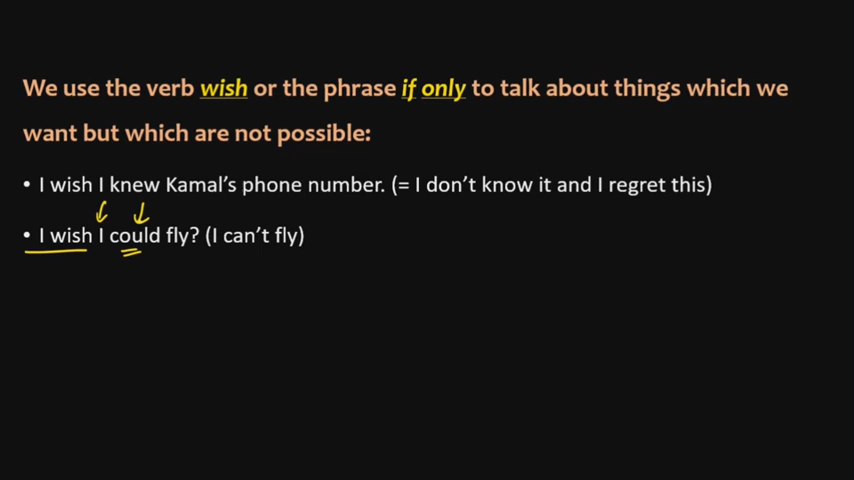 We use the verb wish or the phrase if only to talk about things which we
want but which are not possible:
• I wish I knew Kamal’s phone number. (= I don’t know it and I regret this)
• I wish I could fly? (I can’t fly)